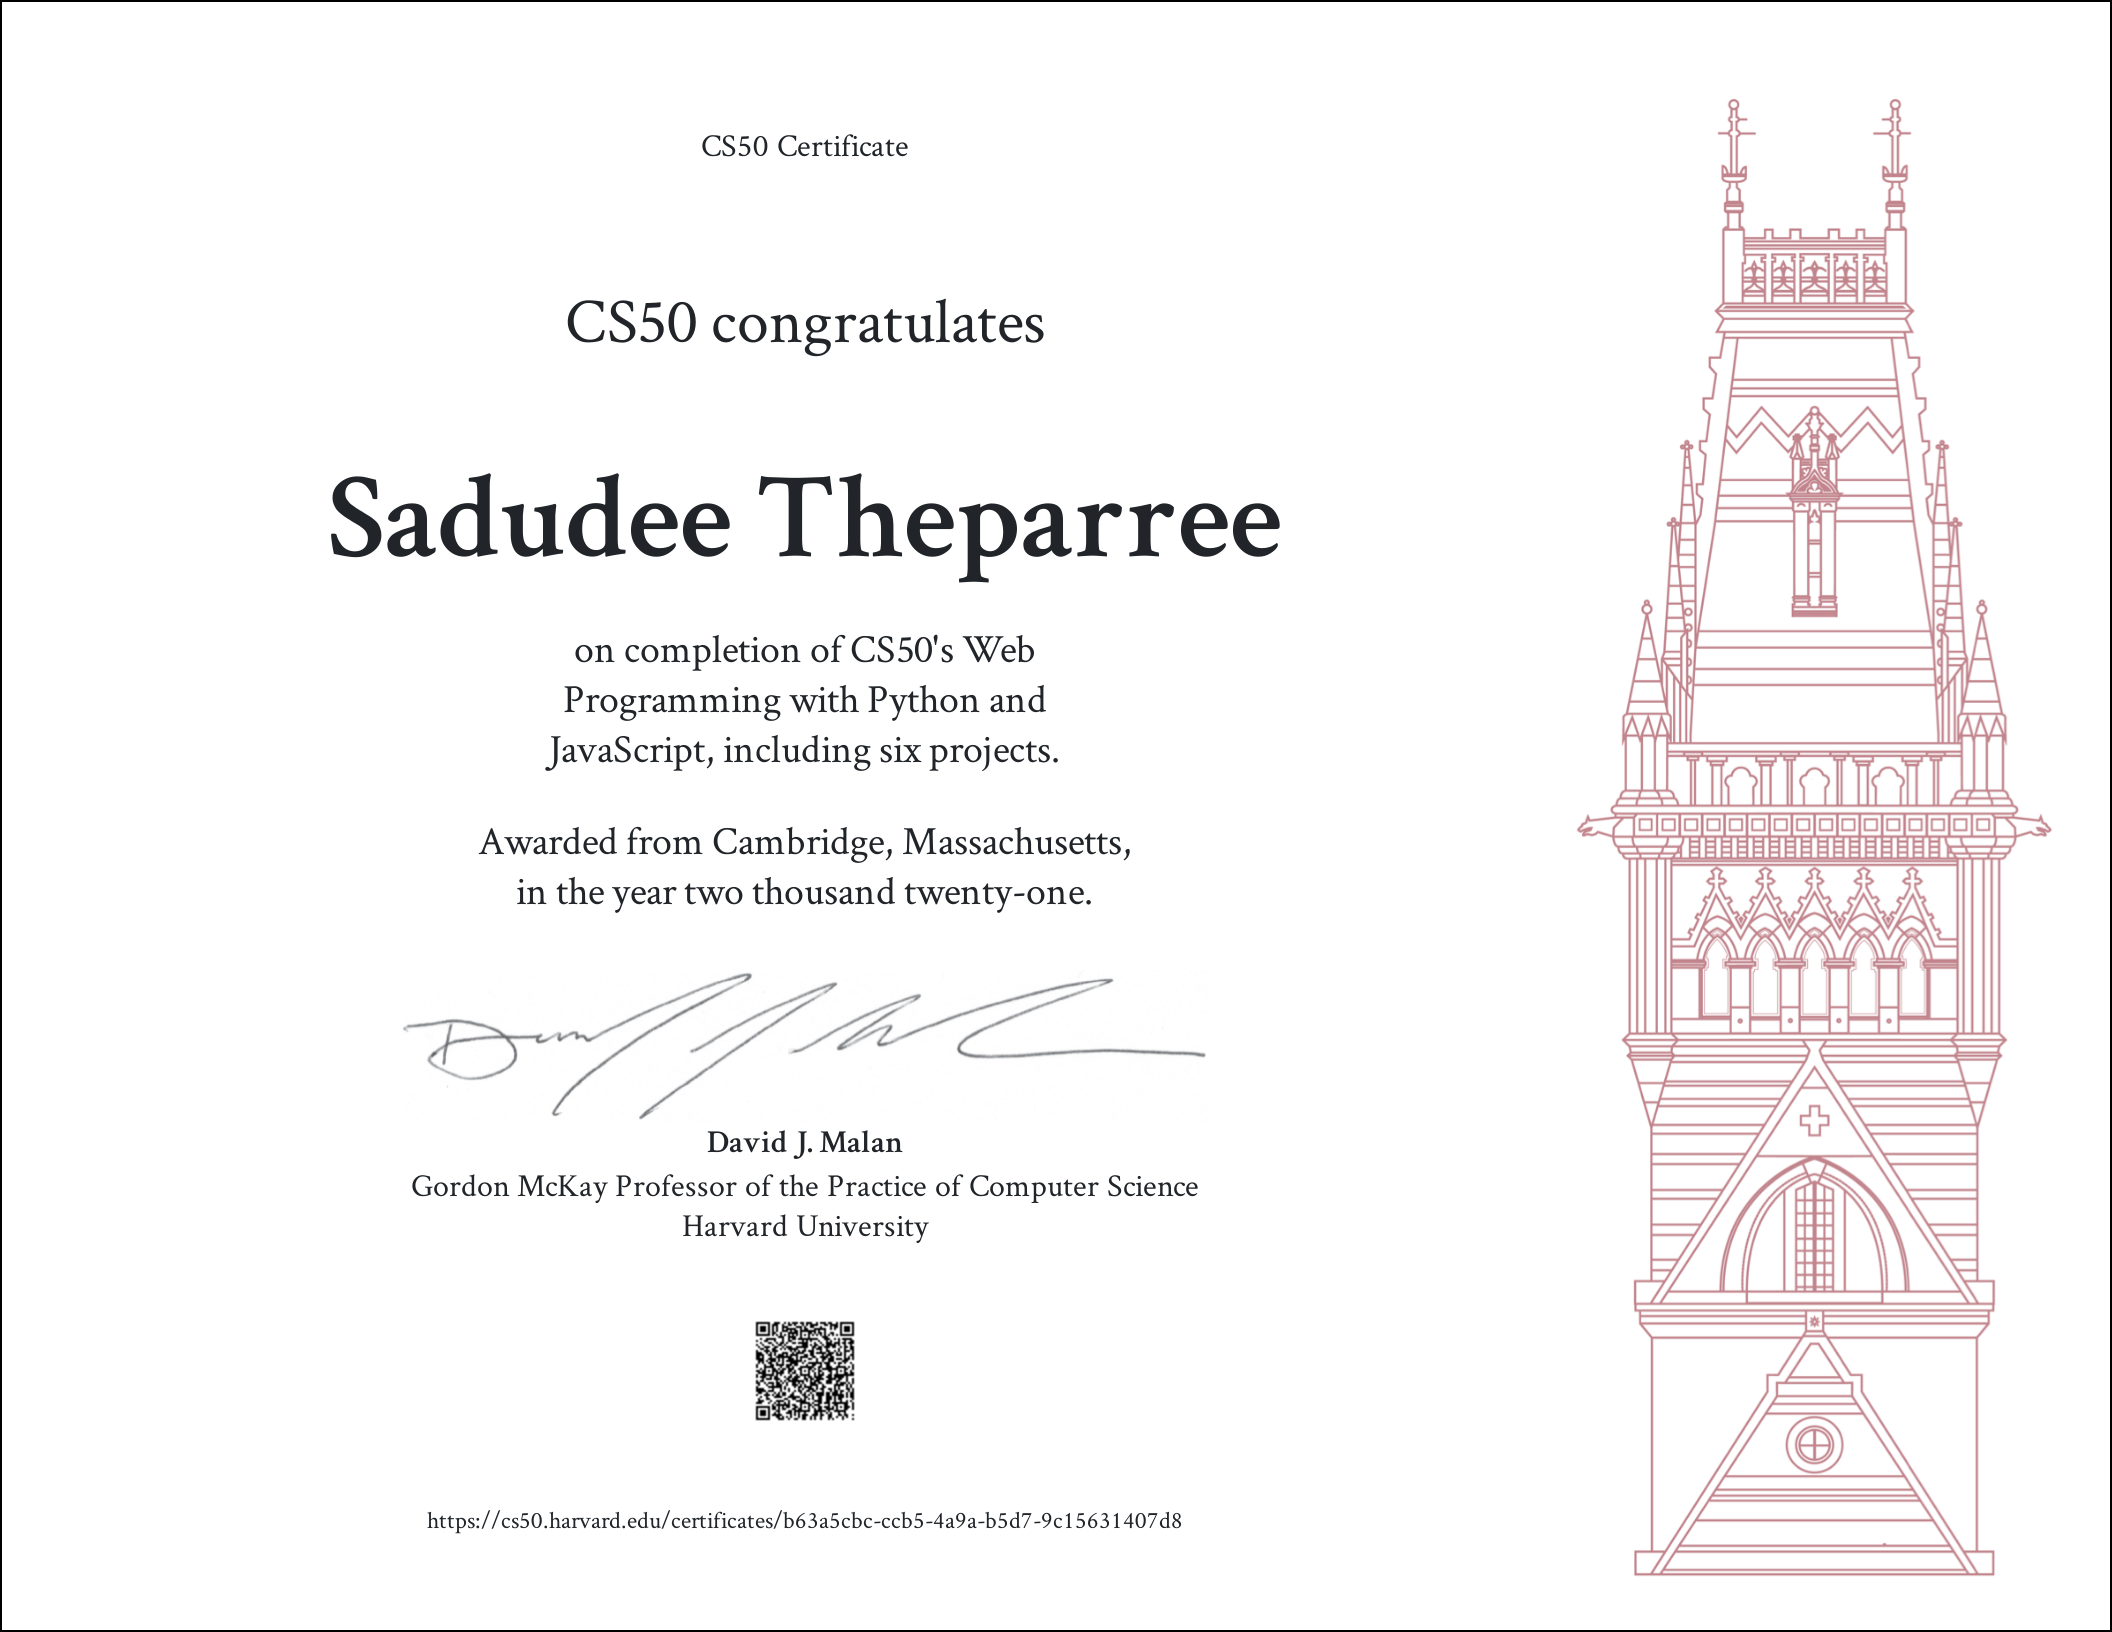 CS50 Certificate
CS50 congratulates
Sadudee Theparree
on completion of CS50's Web
Programming with Python and
JavaScript, including six projects.
Awarded from Cambridge, Massachusetts,
in the year two thousand twenty-one.
David J. Malan
Gordon McKay Professor of the Practice of Computer Science
Harvard University
https://cs50.harvard.edu/certificates/b63a5cbc-ccb5-4a9a-b5d7-9c15631407d8